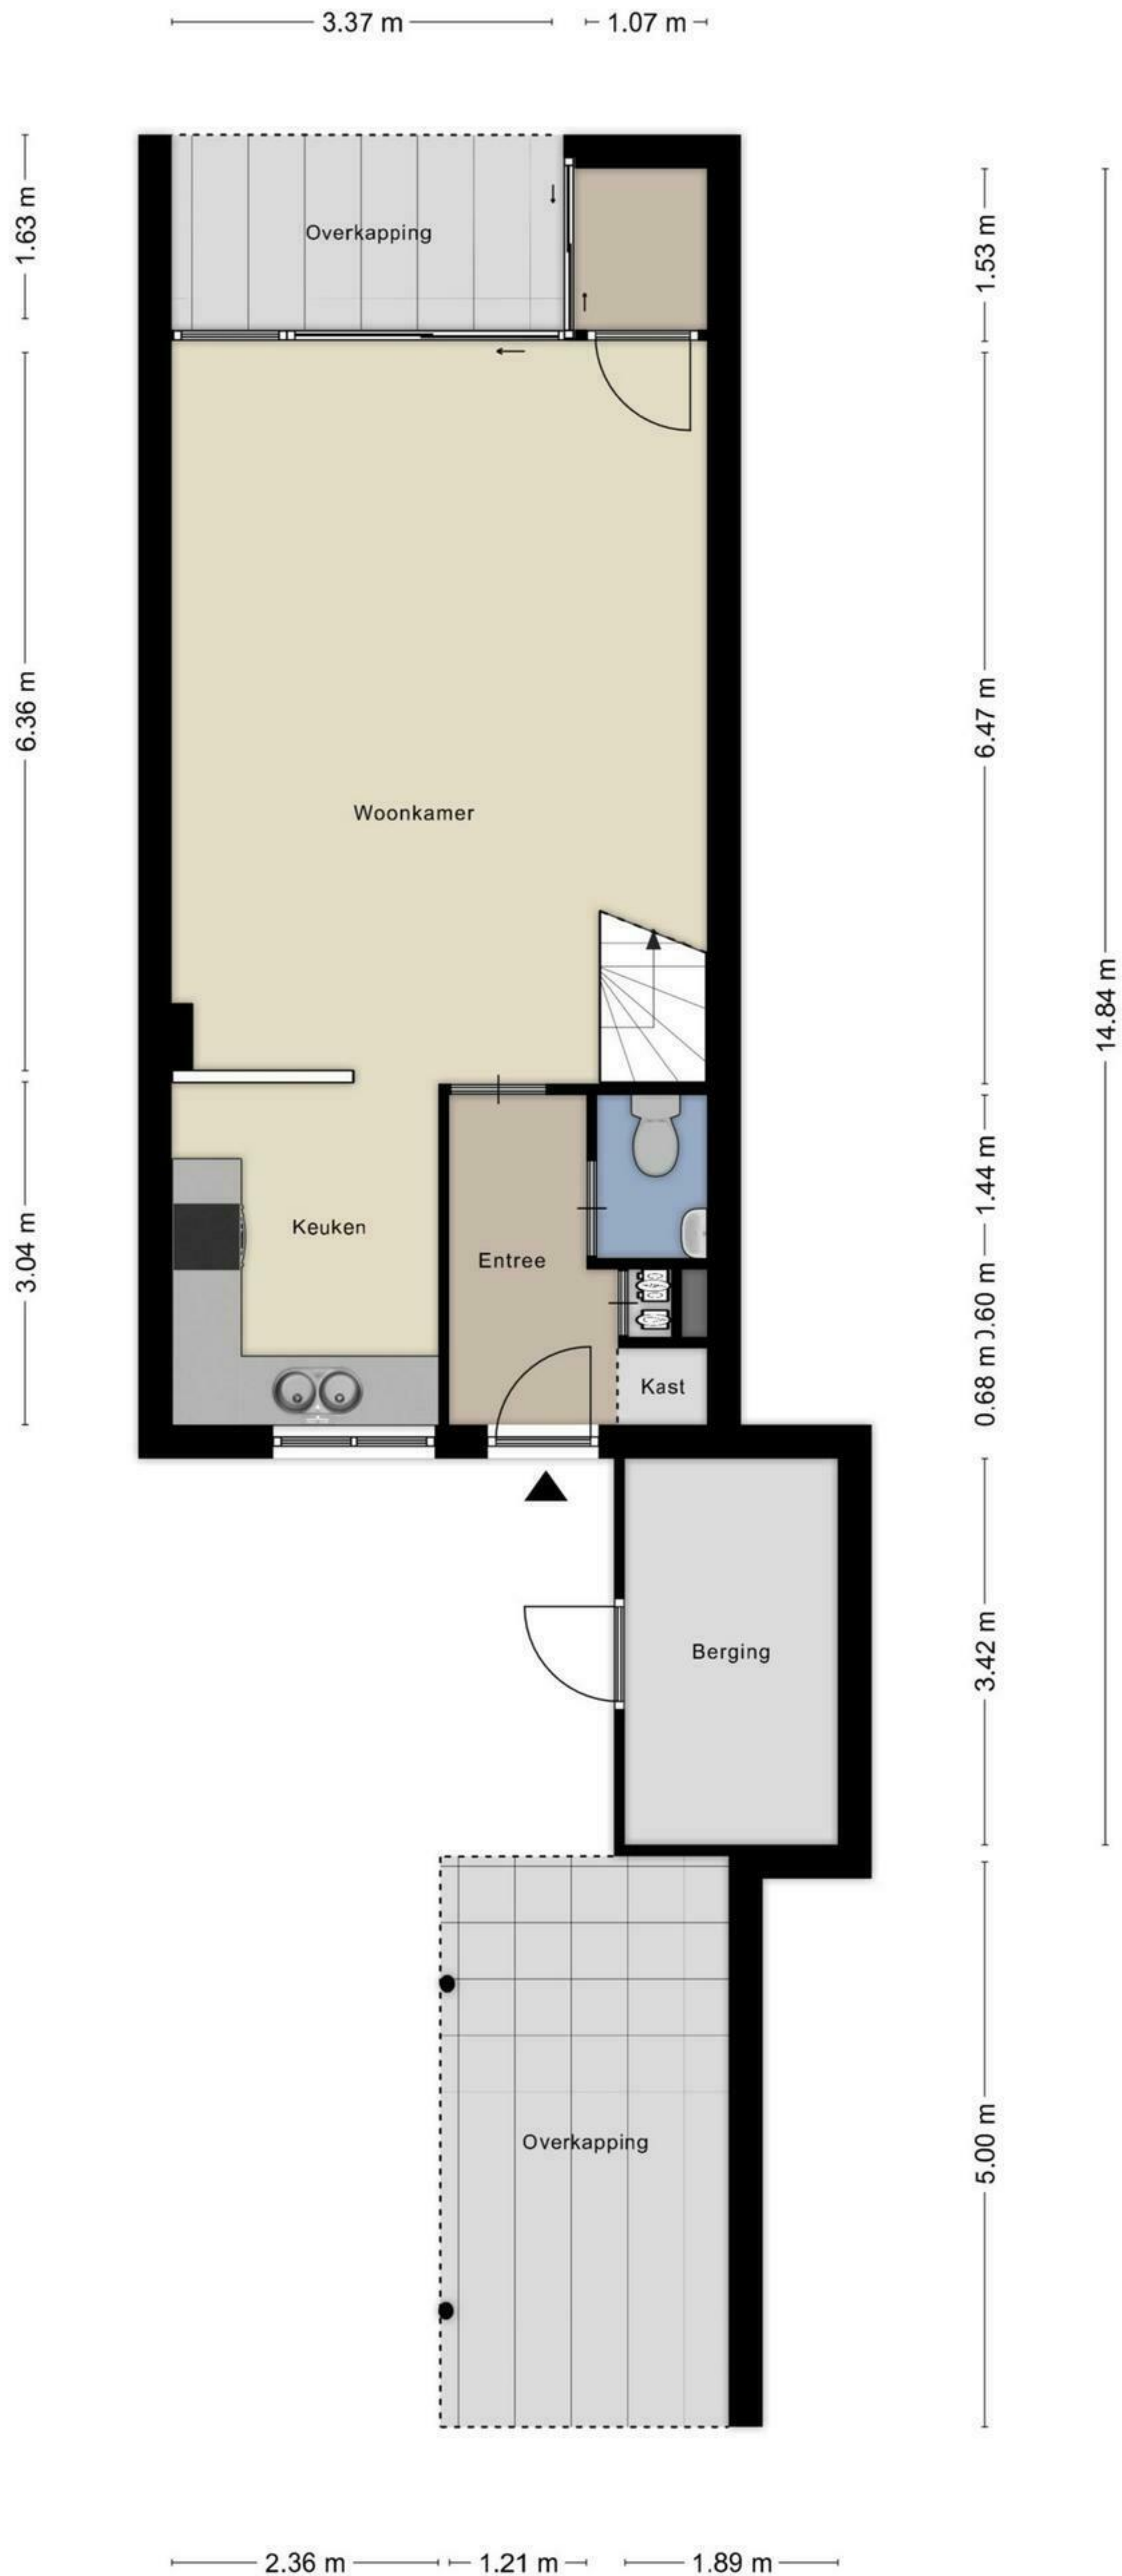 3.37 m
1.07 m
1.63 m
Overkapping
1.53 m
6.36 m
6.47 m
Woonkamer
14.84 m
1.44 m
Keuken
3.04 m
Entree
0.60 m
Kast
0.68 m
Berging
3.42 m
Overkapping
5.00 m
2.36 m
1.21 m
1.89 m